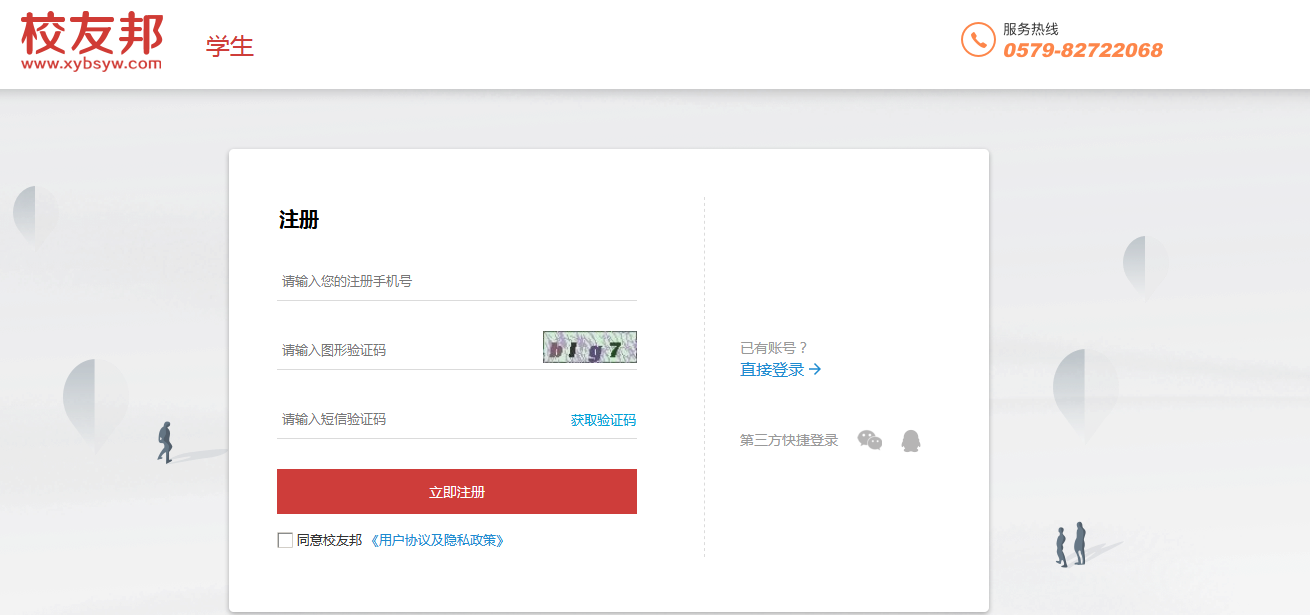 校友邦
www.xybsyw.com
学生
服务热线
0579-82722068
注册
请输入您的注册手机号
请输入图形验证码
blg7
请输入短信验证码 获取验证码
立即注册
同意校友邦 《用户协议及隐私政策》
已有账号？
直接登录
第三方快捷登录